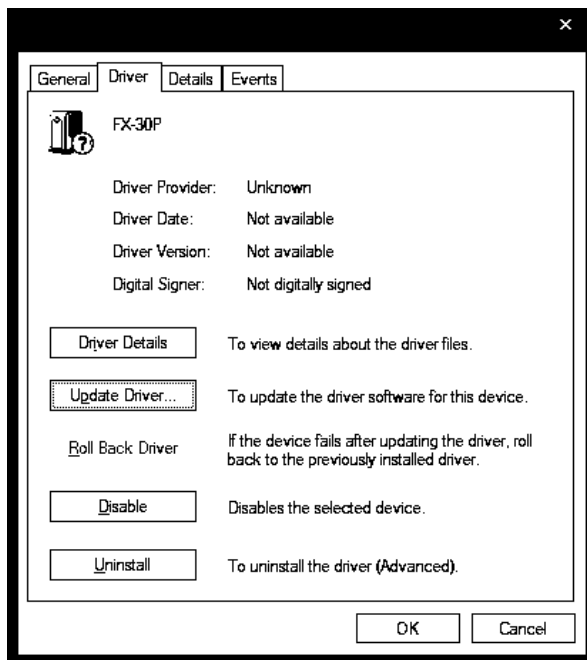 ×
General Driver Details Events
FX-30P
Driver Provider: Unknown
Driver Date: Not available
Driver Version: Not available
Digital Signer: Not digitally signed
Driver Details To view details about the driver files.
Update Driver... To update the driver software for this device.
Roll Back Driver If the device fails after updating the driver, roll
back to the previously installed driver.
Disable Disables the selected device.
Uninstall To uninstall the driver (Advanced).
OK Cancel